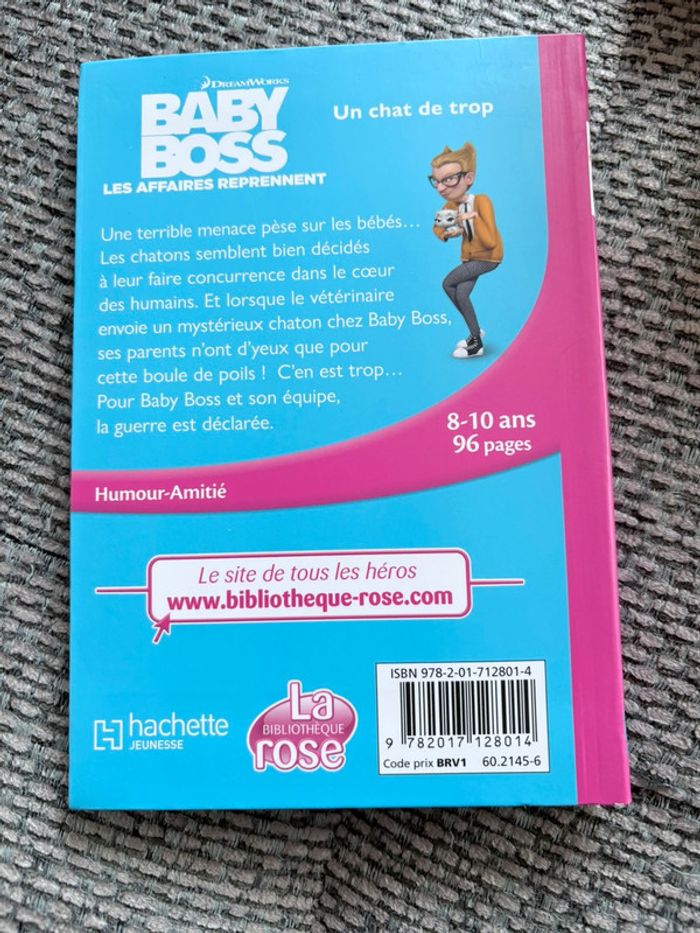 DREAMWORKS
BABY
BOSS
LES AFFAIRES REPRENNENT
Un chat de trop
Une terrible menace pèse sur les bébés…
Les chatons semblent bien décidés
à leur faire concurrence dans le cœur
des humains. Et lorsque le vétérinaire
envoie un mystérieux chaton chez Baby Boss,
ses parents n'ont d'yeux que pour
cette boule de poils ! C'en est trop…
Pour Baby Boss et son équipe,
la guerre est déclarée.
8-10 ans
96 pages
Humour-Amitié
Le site de tous les héros
www.bibliotheque-rose.com
hachette
JEUNESSE
La
BIBLIOTHÈQUE
rose
ISBN 978-2-01-712801-4
9 782017 128014
Code prix BRV1 60.2145-6